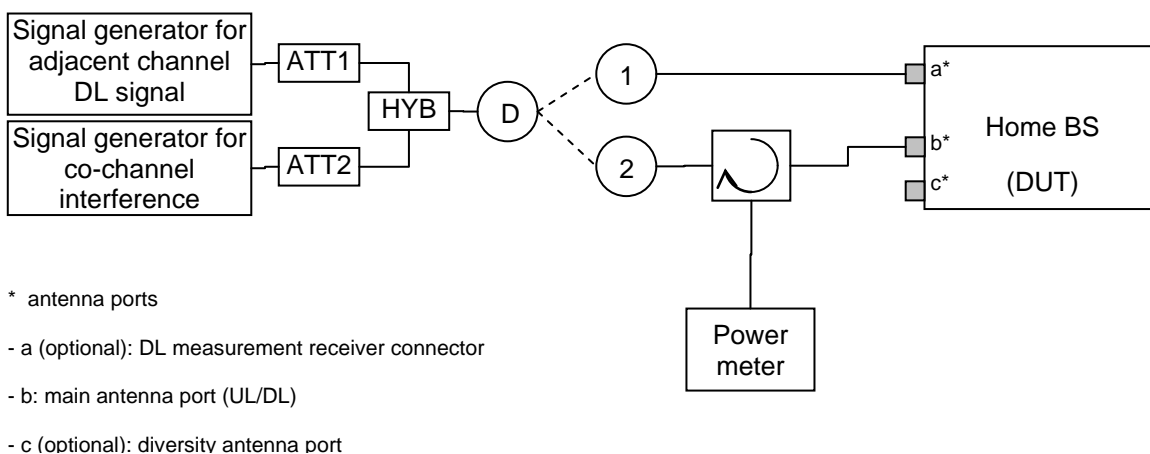 Signal generator for
adjacent channel
DL signal
ATT1
Signal generator for
co-channel
interference
ATT2
HYB
D
1
2
a*
b*
c*
Home BS
(DUT)
Power
meter
* antenna ports
- a (optional): DL measurement receiver connector
- b: main antenna port (UL/DL)
- c (optional): diversity antenna port